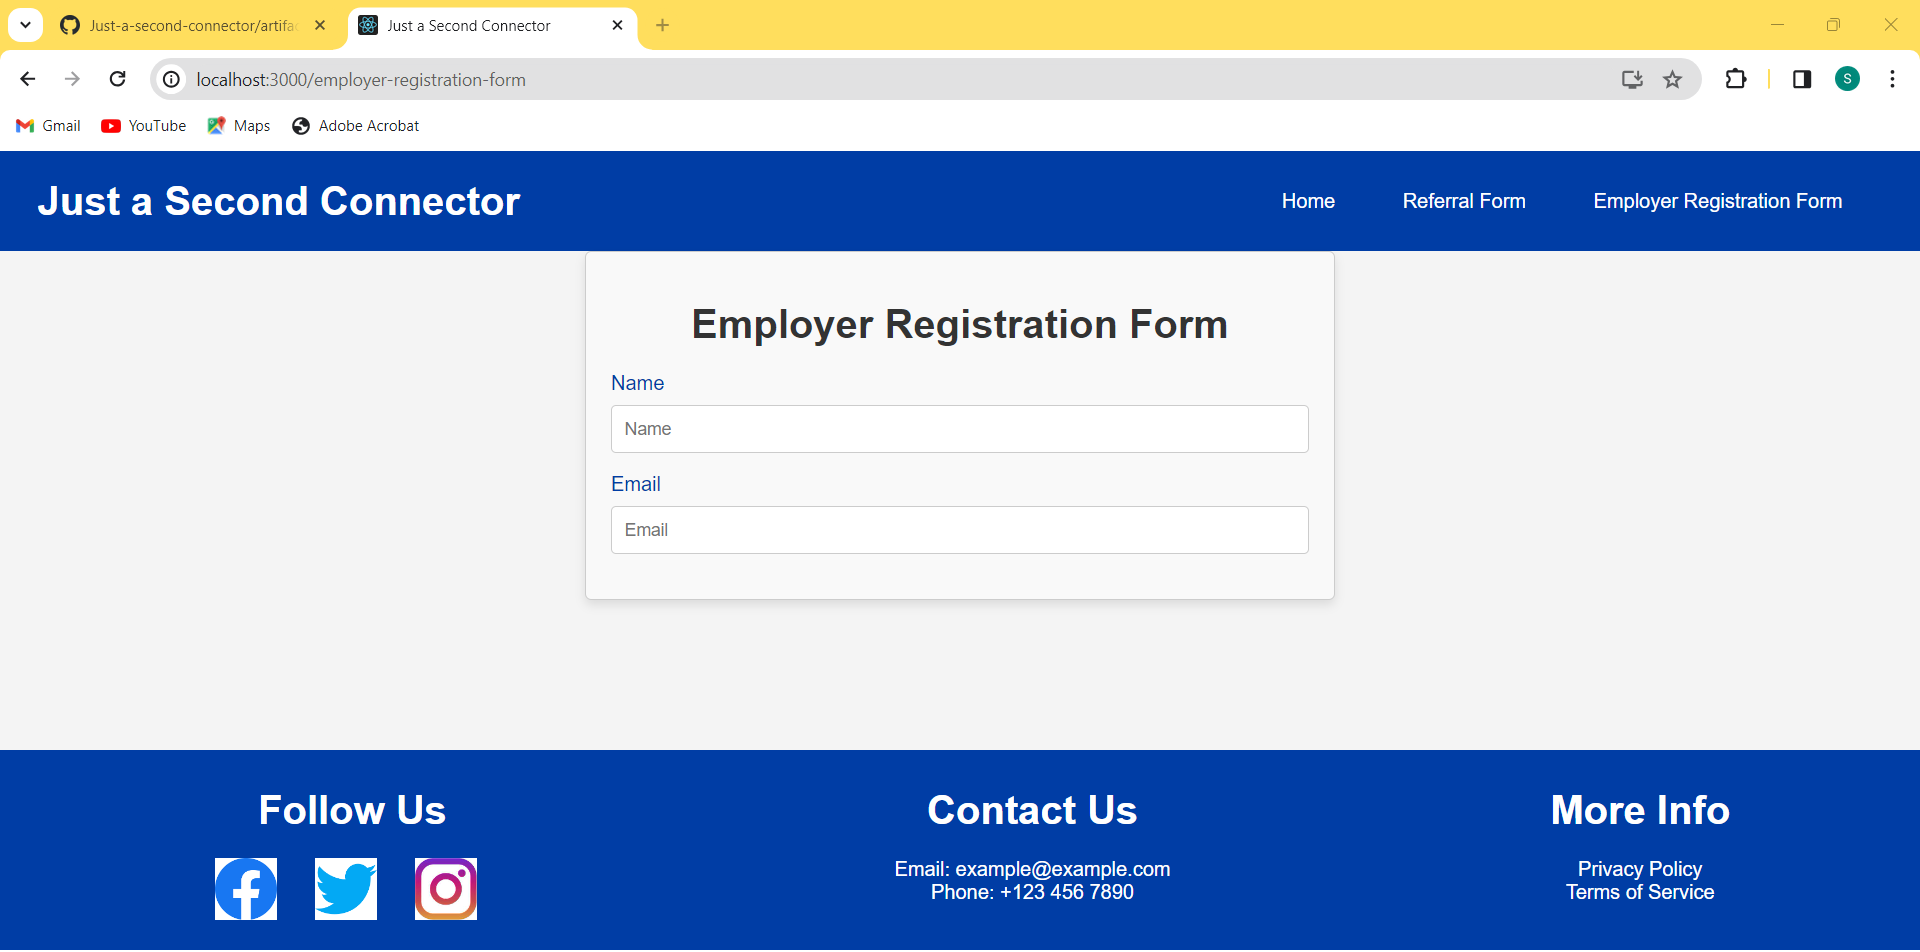 Just-a-second-connector/artifac
Just a Second Connector
localhost:3000/employer-registration-form
S
Gmail
YouTube
Maps
Adobe Acrobat
Just a Second Connector
Home
Referral Form
Employer Registration Form
Employer Registration Form
Name
Name
Email
Email
Follow Us
Contact Us
Email: example@example.com
Phone: +123 456 7890
More Info
Privacy Policy
Terms of Service